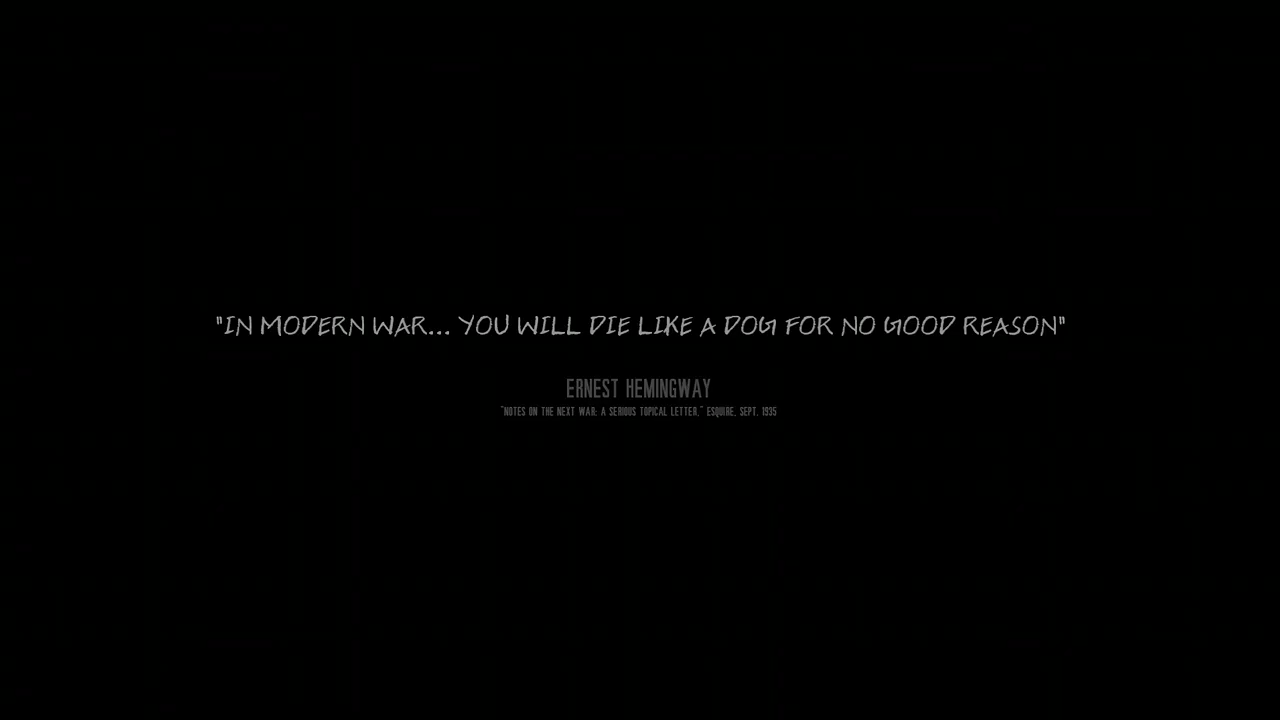 "IN MODERN WAR... YOU WILL DIE LIKE A DOG FOR NO GOOD REASON"
ERNEST HEMINGWAY
"NOTES ON THE NEXT WAR: A SERIOUS TOPICAL LETTER," ESQUIRE, SEPT. 1935